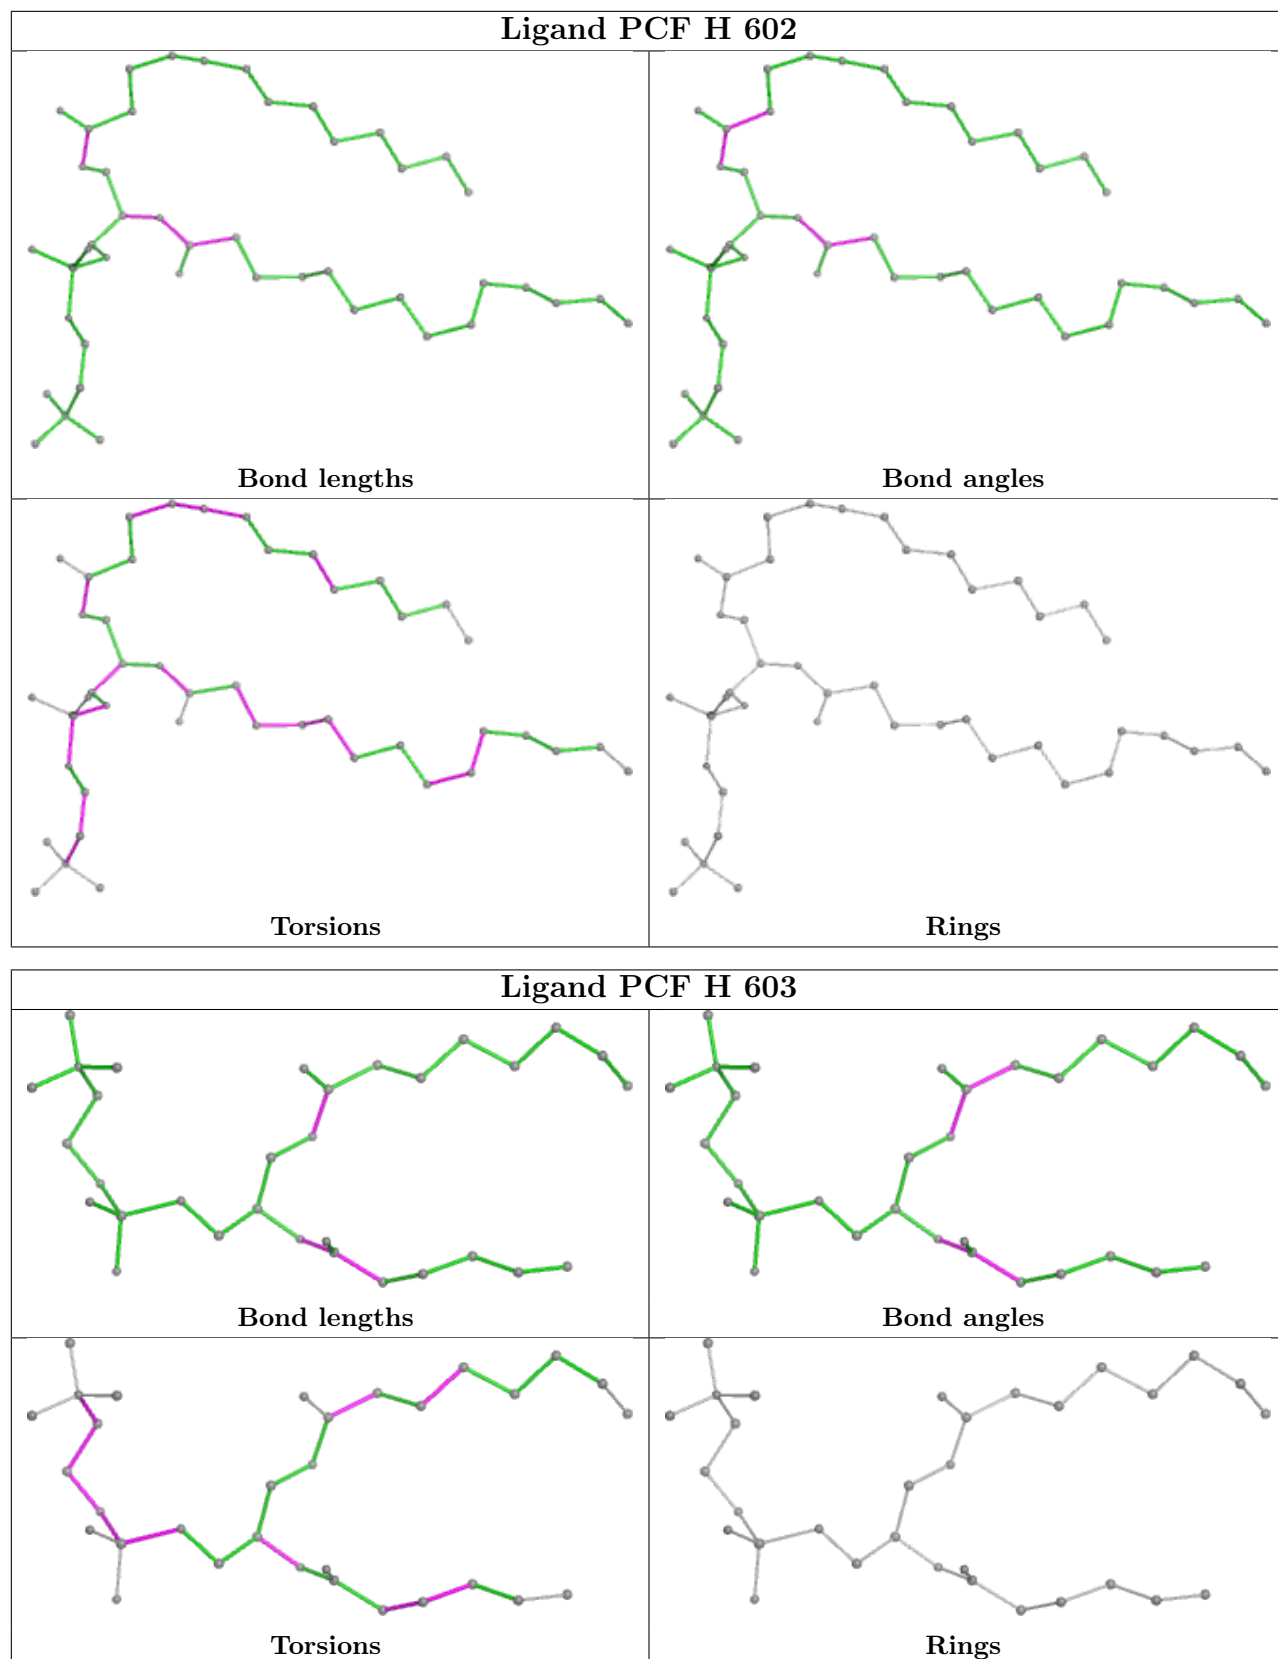 Ligand PCF H 602
Bond lengths
Bond angles
Torsions
Rings
Ligand PCF H 603
Bond lengths
Bond angles
Torsions
Rings